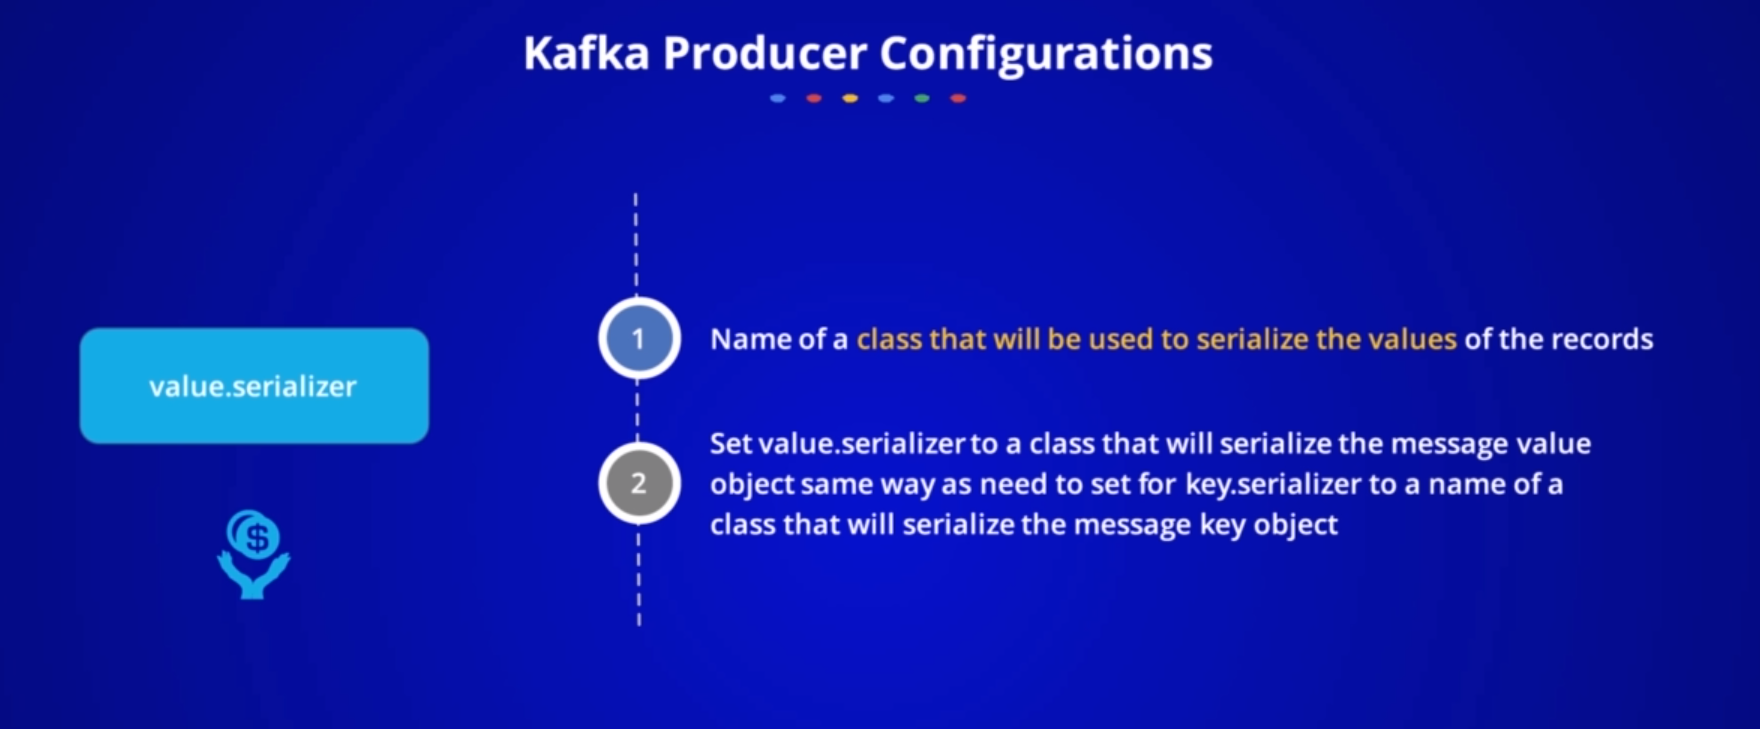 Kafka Producer Configurations
value.serializer
$
1
Name of a class that will be used to serialize the values of the records
2
Set value.serializer to a class that will serialize the message value
object same way as need to set for key.serializer to a name of a
class that will serialize the message key object